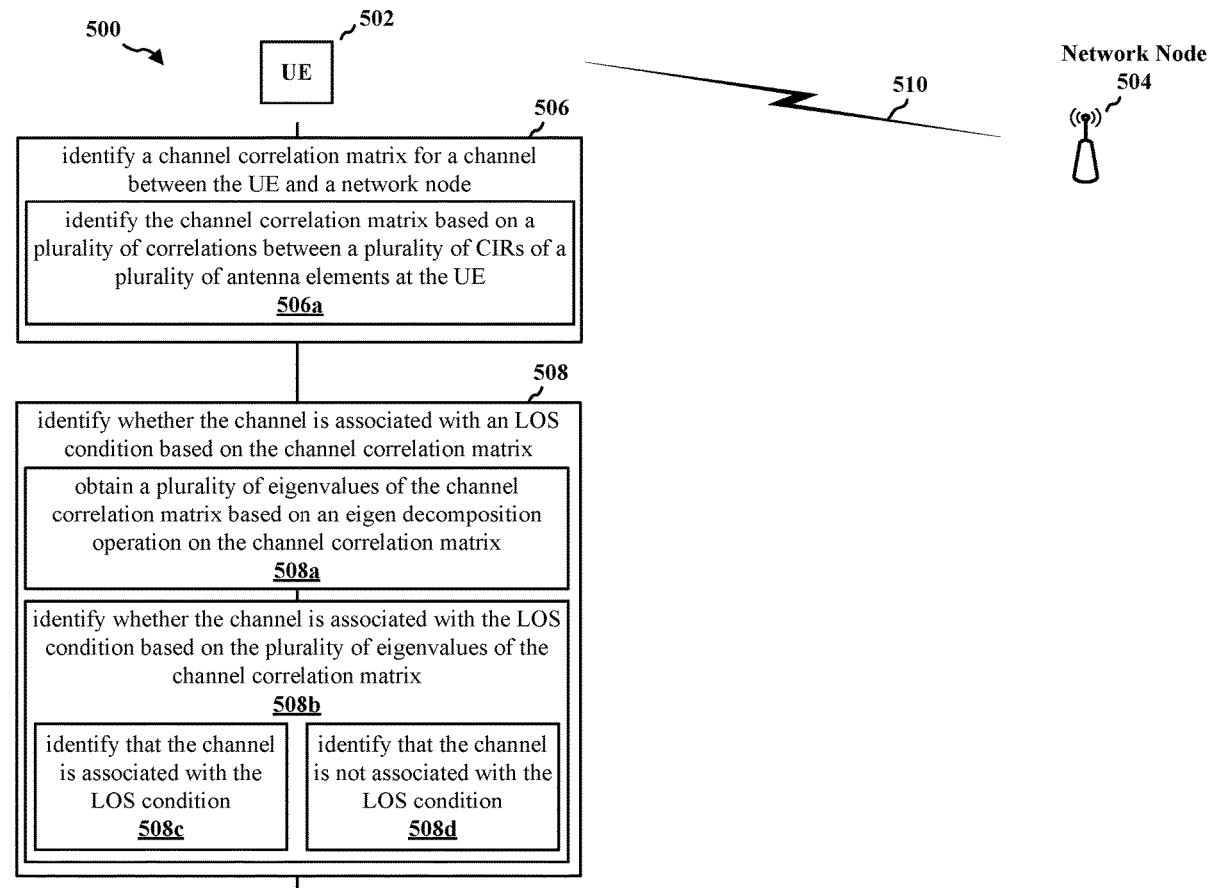 500
502
UE
Network Node
504
510
506
identify a channel correlation matrix for a channel
between the UE and a network node
identify the channel correlation matrix based on a
plurality of correlations between a plurality of CIRs of a
plurality of antenna elements at the UE
506a
508
identify whether the channel is associated with an LOS
condition based on the channel correlation matrix
obtain a plurality of eigenvalues of the channel
correlation matrix based on an eigen decomposition
operation on the channel correlation matrix
508a
identify whether the channel is associated with the LOS
condition based on the plurality of eigenvalues of the
channel correlation matrix
508b
identify that the channel
is associated with the
LOS condition
508c
identify that the channel
is not associated with the
LOS condition
508d